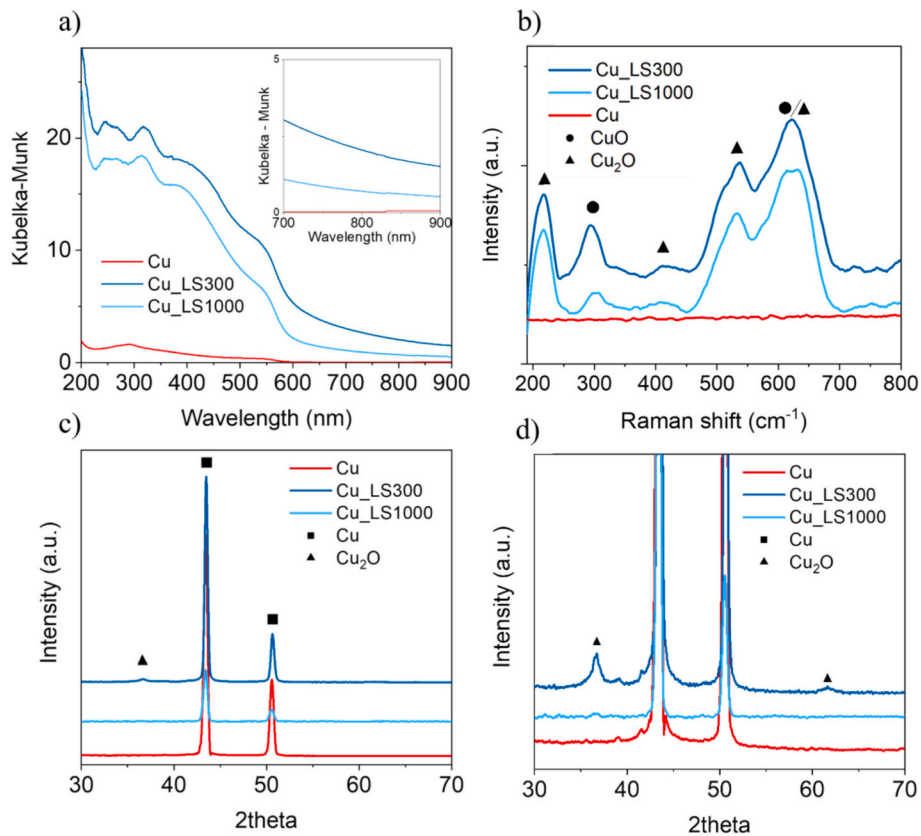 a)
Kubelka-Munk
20
10
0
200 300 400 500 600 700 800 900
Wavelength (nm)
Cu
Cu_LS300
Cu_LS1000
Kubelka - Munk
5
0
700 800 900
Wavelength (nm)
b)
Intensity (a.u.)
Cu_LS300
Cu_LS1000
Cu
CuO
Cu₂O
200 300 400 500 600 700 800
Raman shift (cm⁻¹)
c)
Intensity (a.u.)
Cu
Cu_LS300
Cu_LS1000
Cu
Cu₂O
30 40 50 60 70
2theta
d)
Intensity (a.u.)
Cu
Cu_LS300
Cu_LS1000
Cu
Cu₂O
30 40 50 60 70
2theta